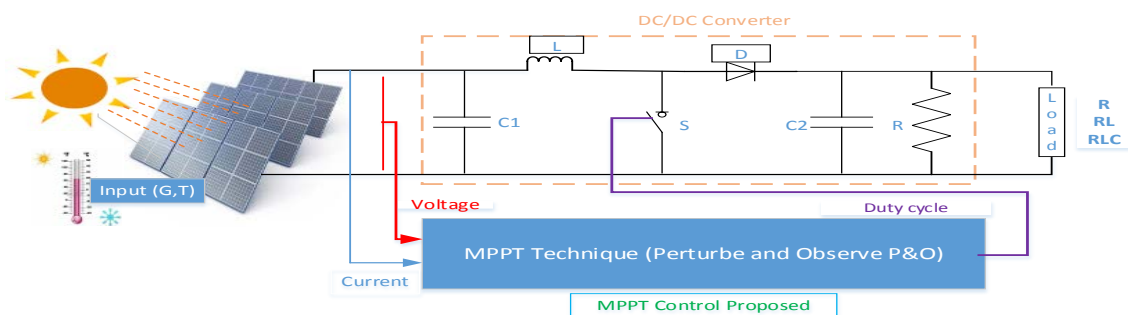 DC/DC Converter
L
D
C1
S
C2
R
Load
R
RL
RLC
Input (G,T)
Voltage
Duty cycle
MPPT Technique (Perturbe and Observe P&O)
Current
MPPT Control Proposed